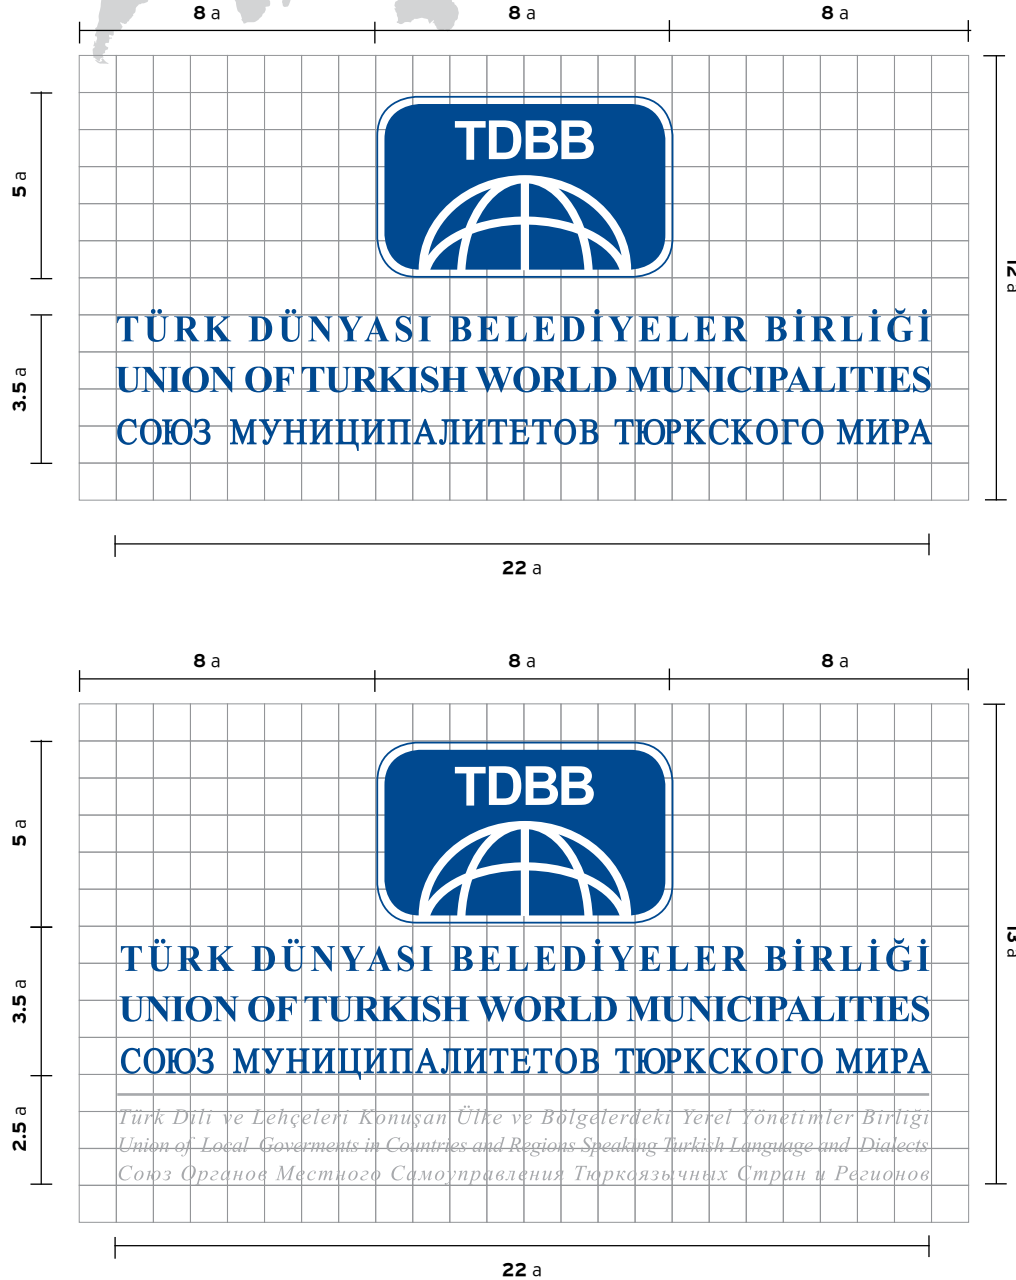 8 a 8 a 8 a
TDBB
5 a
12 a
TÜRK DÜNYASI BELEDİYELER BİRLİĞİ
3.5 a
UNION OF TURKISH WORLD MUNICIPALITIES
СОЮЗ МУНИЦИПАЛИТЕТОВ ТЮРКСКОГО МИРА
22 a
8 a 8 a 8 a
TDBB
5 a
13 a
TÜRK DÜNYASI BELEDİYELER BİRLİĞİ
3.5 a
UNION OF TURKISH WORLD MUNICIPALITIES
СОЮЗ МУНИЦИПАЛИТЕТОВ ТЮРКСКОГО МИРА
2.5 a
Türk Dili ve Lehçeleri Konuşan Ülke ve Bölgelerdeki Yerel Yönetimler Birliği
Union of Local Goverments in Countries and Regions Speaking Turkish Language and Dialects
Союз Органов Местного Самоуправления Тюркоязычных Стран и Регионов
22 a